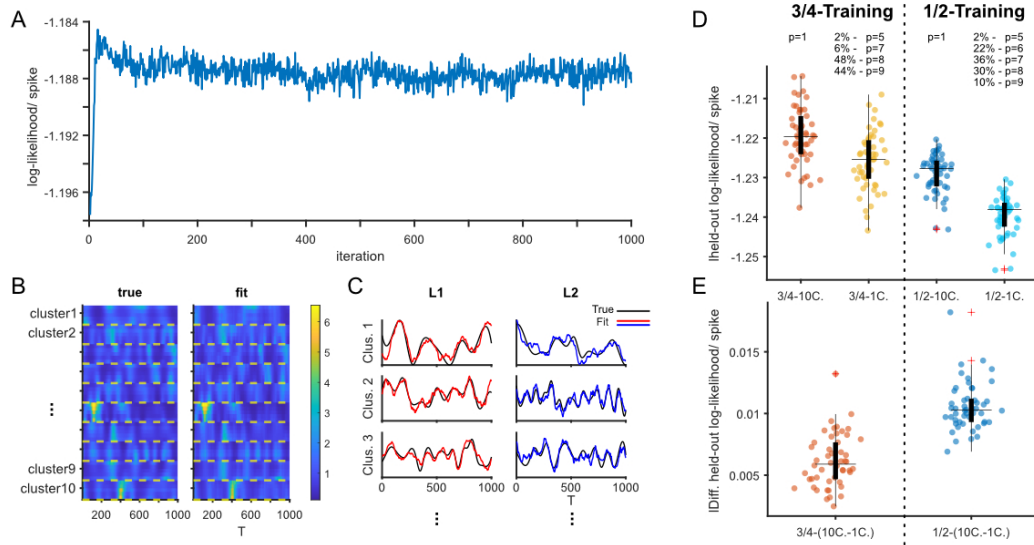 A
-1.184
-1.188
-1.192
-1.196
log-likelihood/ spike
0
200
400
600
800
1000
iteration
B
true
fit
cluster1
cluster2
...
cluster9
cluster10
200
600
1000
200
600
1000
T
6
5
4
3
2
1
C
L1
L2
True
Fit
Clus. 1
Clus. 2
Clus. 3
0
500
1000
0
500
1000
T
...
...
D
3/4-Training
1/2-Training
p=1
2% - p=5
6% - p=7
48% - p=8
44% - p=9
p=1
2% - p=5
22% - p=6
36% - p=7
30% - p=8
10% - p=9
-1.21
-1.22
-1.23
-1.24
-1.25
lheld-out log-likelihood/ spike
3/4-10C.
3/4-1C.
1/2-10C.
1/2-1C.
E
0.015
0.01
0.005
lDiff. held-out log-likelihood/ spike
3/4-(10C.-1C.)
1/2-(10C.-1C.)